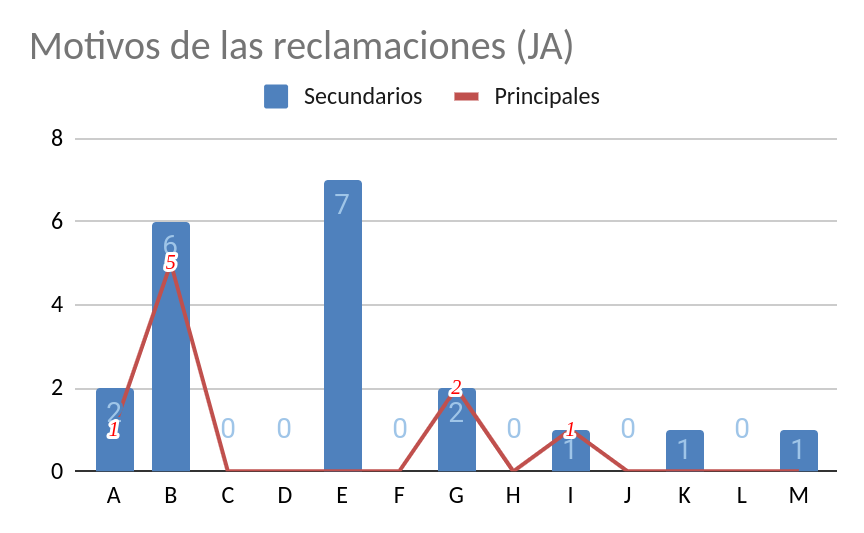 Motivos de las reclamaciones (JA)
Secundarios Principales
8
6
4
2
0
2 6 0 0 7 0 2 0 1 0 1 0 1
1 5 2 1
A B C D E F G H I J K L M